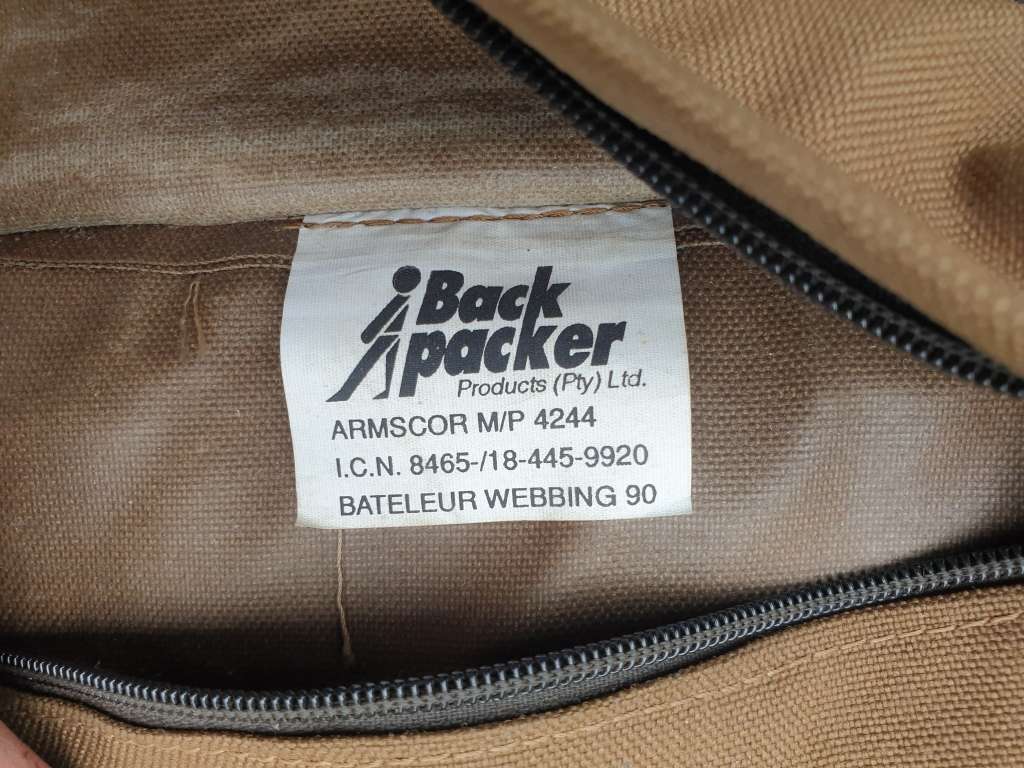 Back
packer
Products (Pty) Ltd.
ARMSCOR M/P 4244
I.C.N. 8465-/18-445-9920
BATELEUR WEBBING 90